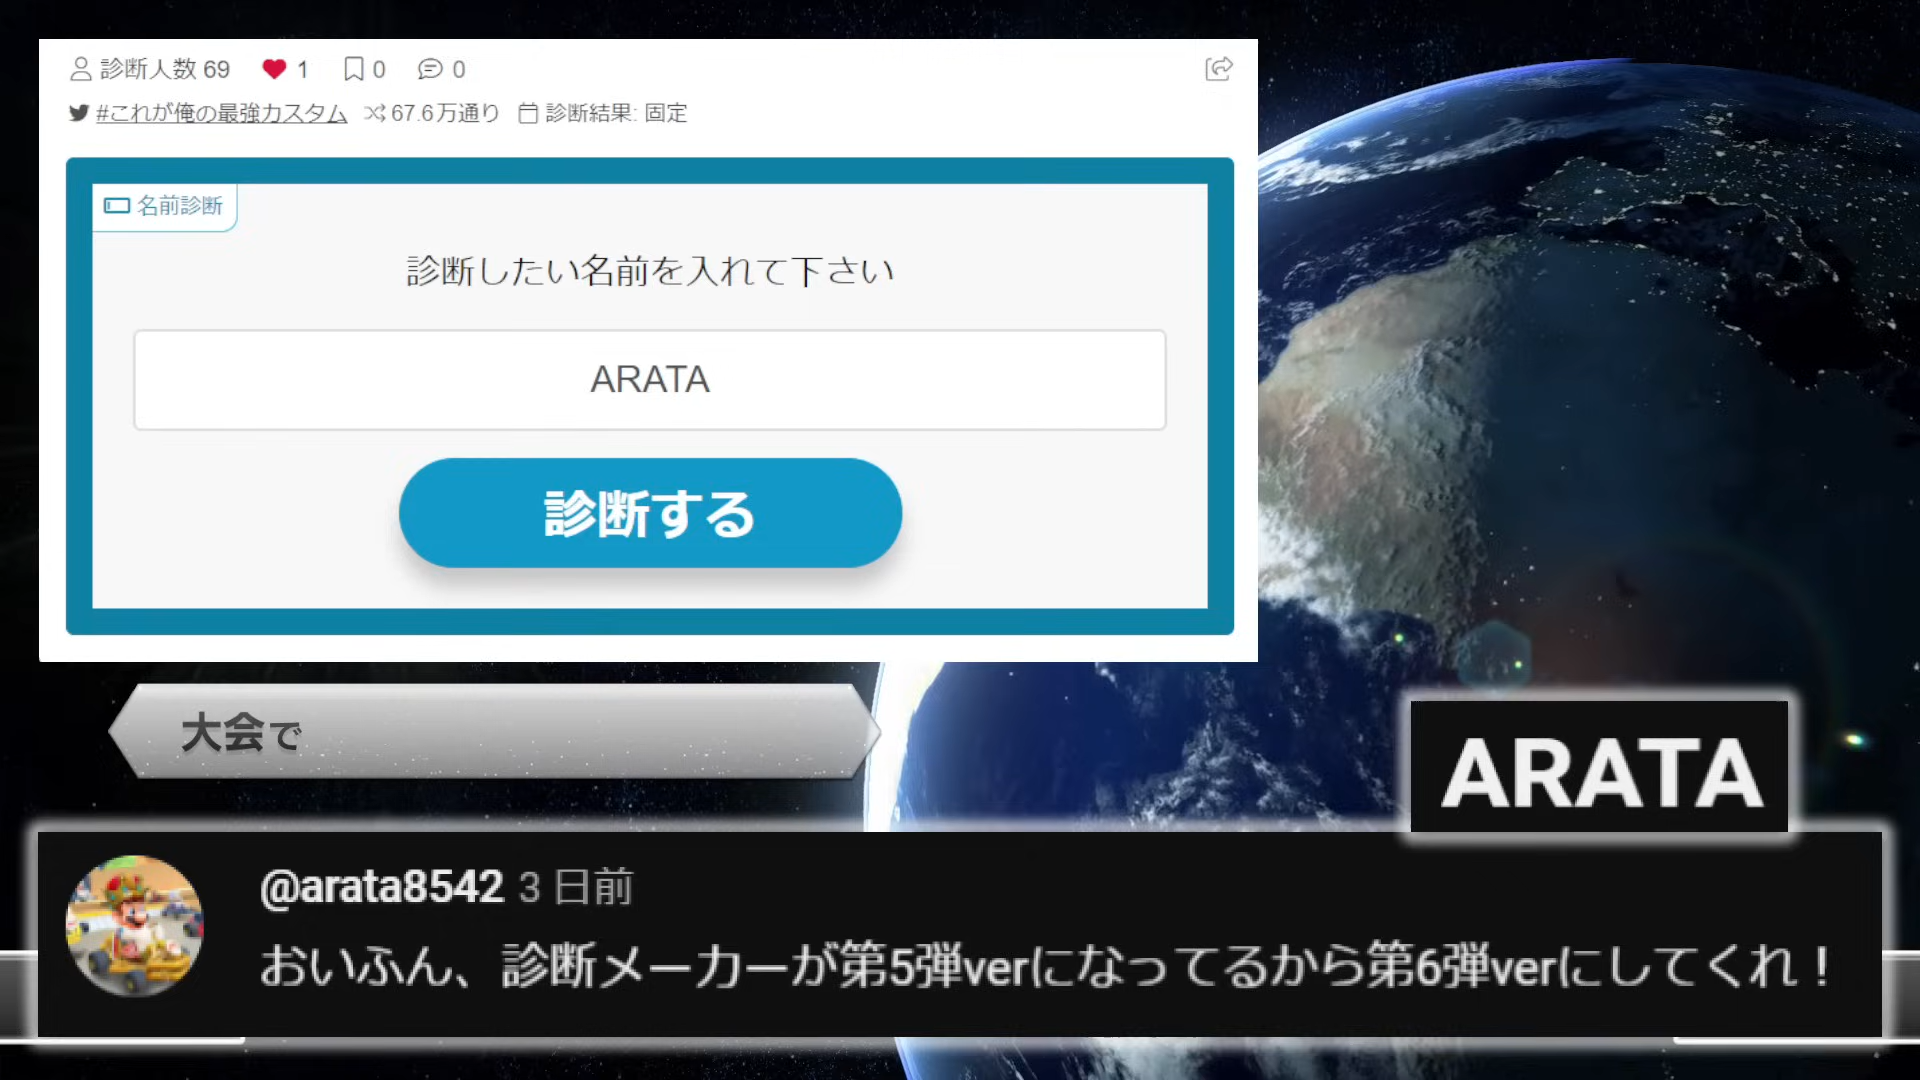 診断人数 69 1 0 0
#これが俺の最強カスタム 67.6万通り 診断結果: 固定
名前診断
診断したい名前を入れて下さい
ARATA
診断する
大会で
ARATA
@arata8542 3 日前
おいふん、診断メーカーが第5弾verになってるから第6弾verにしてくれ！